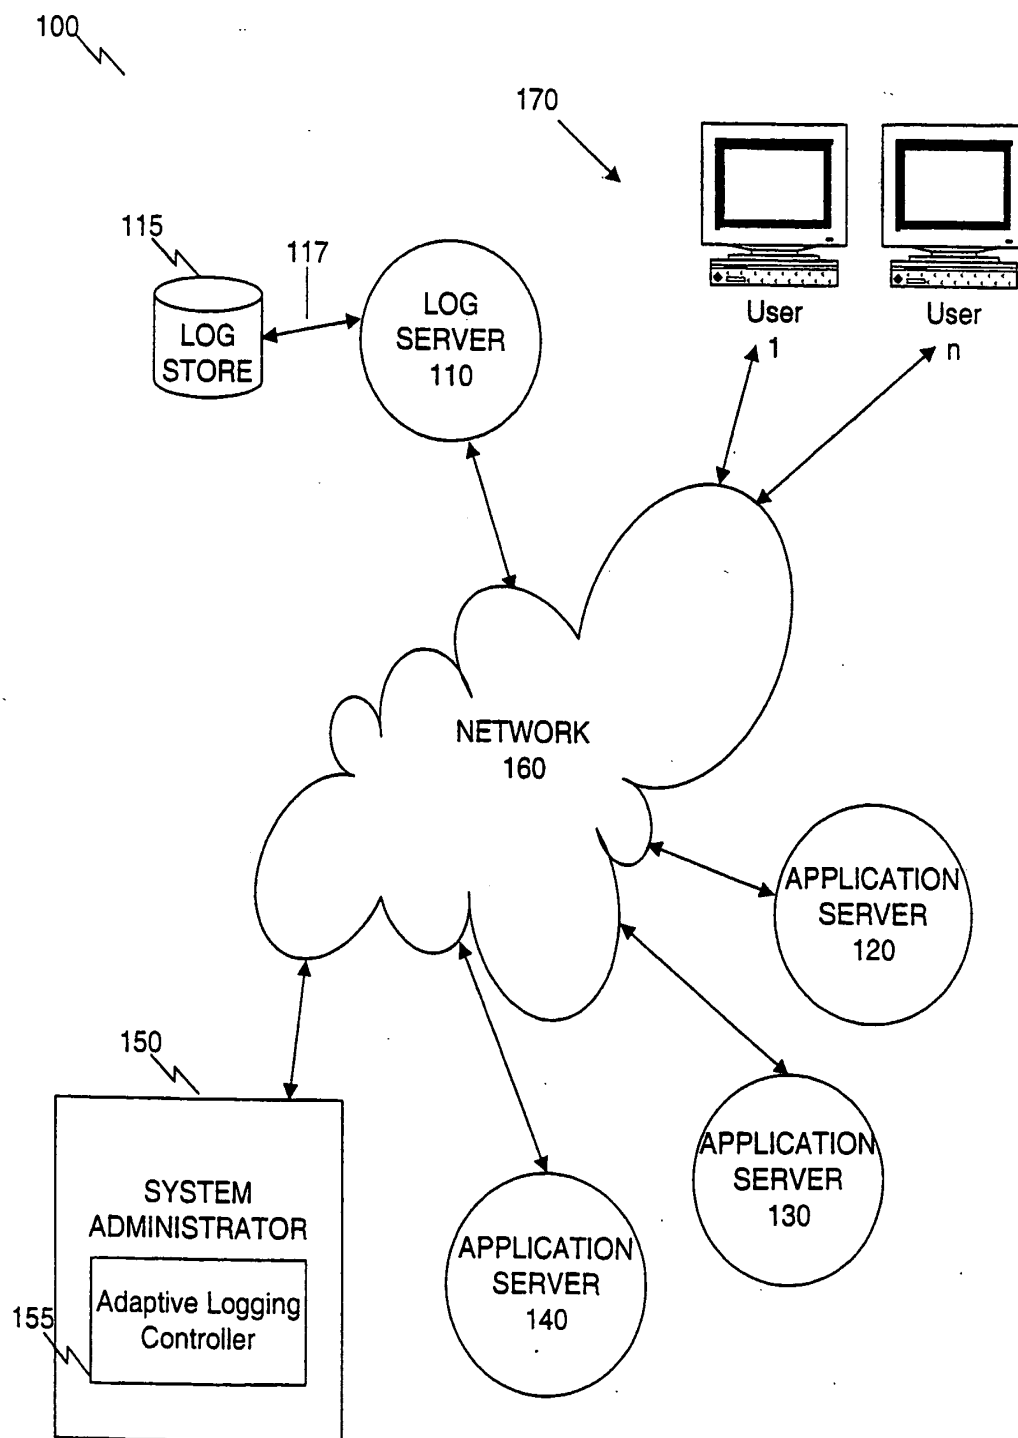 100
170
115
117
LOG
STORE
LOG
SERVER
110
User
1
User
n
NETWORK
160
APPLICATION
SERVER
120
150
APPLICATION
SERVER
130
SYSTEM
ADMINISTRATOR
APPLICATION
SERVER
140
155
Adaptive Logging
Controller